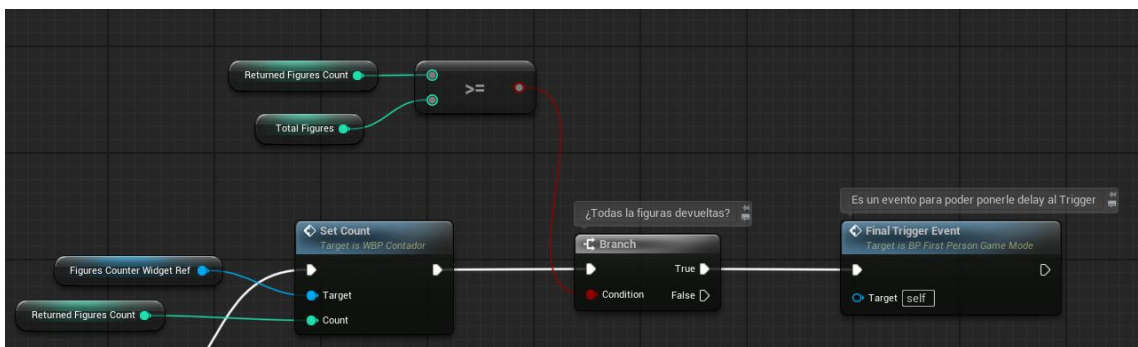 Returned Figures Count
>=
Total Figures
¿Todas la figuras devueltas?
Es un evento para poder ponerle delay al Trigger
Set Count
Target is WBP Contador
Branch
Final Trigger Event
Target is BP First Person Game Mode
Figures Counter Widget Ref
True
Target
Condition
False
Target self
Returned Figures Count
Count